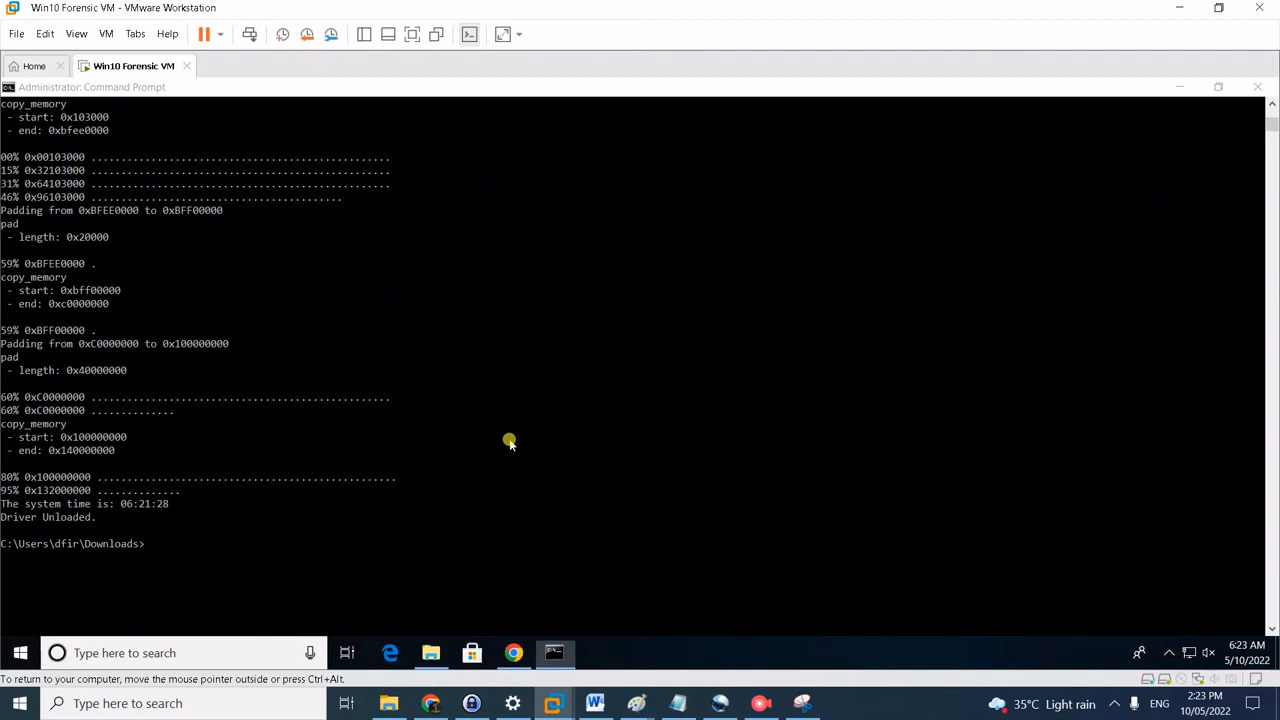 Win10 Forensic VM - VMware Workstation
File Edit View VM Tabs Help
Home Win10 Forensic VM
Administrator: Command Prompt
copy_memory
- start: 0x103000
- end: 0xbfee0000
00% 0x00103000 ..................................................
15% 0x32103000 ..................................................
31% 0x64103000 ..................................................
46% 0x96103000 ..........................................
Padding from 0xBFEE0000 to 0xBFF00000
pad
- length: 0x20000
59% 0xBFEE0000 .
copy_memory
- start: 0xbff00000
- end: 0xc0000000
59% 0xBFF00000 .
Padding from 0xC0000000 to 0x100000000
pad
- length: 0x40000000
60% 0xC0000000 ..................................................
60% 0xC0000000 ..............
copy_memory
- start: 0x100000000
- end: 0x140000000
80% 0x100000000 ..................................................
95% 0x132000000 ..............
The system time is: 06:21:28
Driver Unloaded.
C:\Users\dfir\Downloads>
Type here to search
6:23 AM
5/10/2022
To return to your computer, move the mouse pointer outside or press Ctrl+Alt.
Type here to search
35°C Light rain
ENG
2:23 PM
10/05/2022